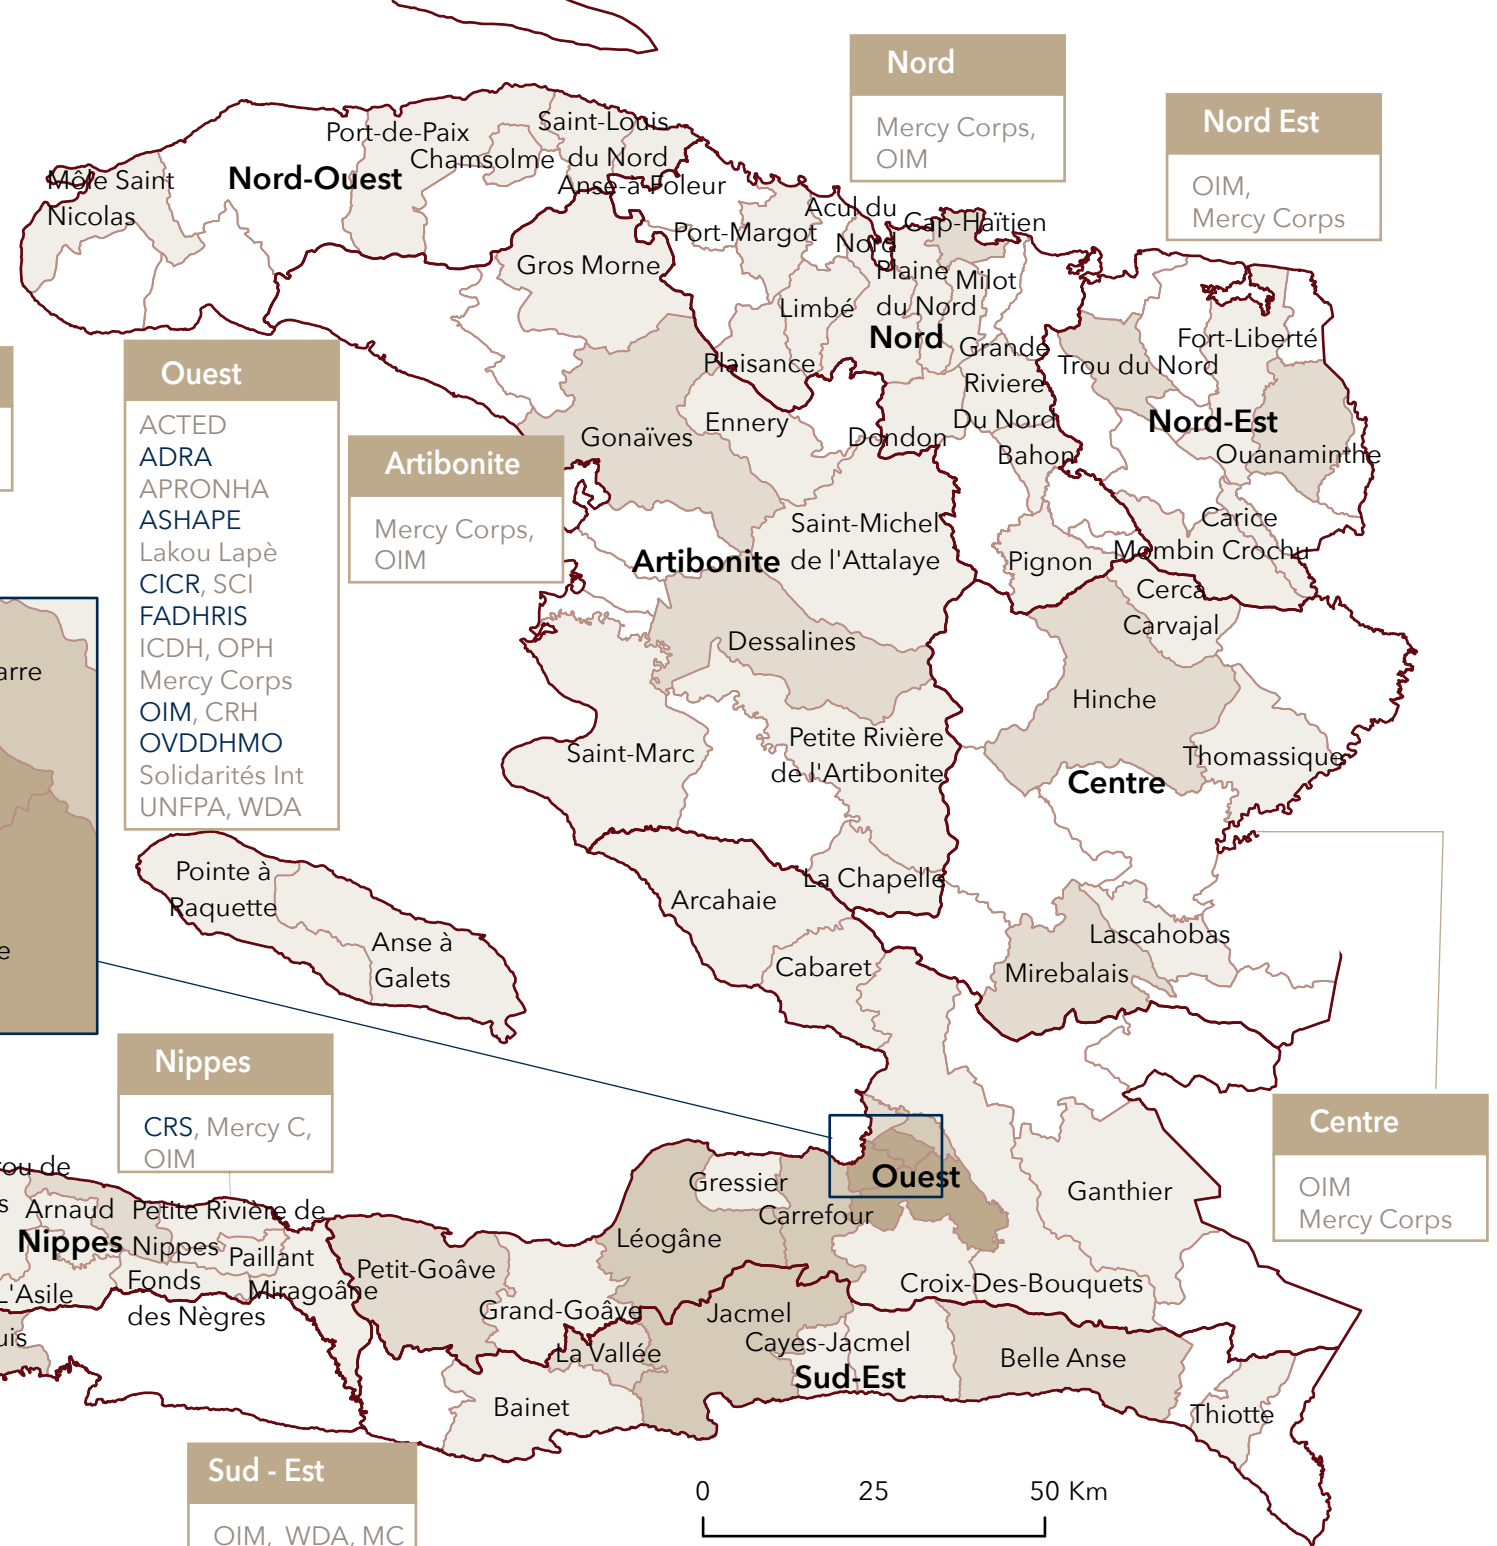 Nord
Mercy Corps,
OIM
Nord Est
OIM,
Mercy Corps
Port-de-Paix
Saint-Louis
du Nord
Chamsolme
Anse-à-Foleur
Nord-Ouest
Môle Saint
Nicolas
Acul du
Nord
Cap-Haïtien
Port-Margot
Gros Morne
Plaine
du Nord
Milot
Limbé
Nord
Plaisance
Grande
Riviere
Du Nord
Fort-Liberté
Trou du Nord
Nord-Est
Ouanaminthe
Ennery
Gonaïves
Dondon
Bahon
Ouest
ACTED
ADRA
APRONHA
ASHAPE
Lakou Lapè
CICR, SCI
FADHRIS
ICDH, OPH
Mercy Corps
OIM, CRH
OVDDHMO
Solidarités Int
UNFPA, WDA
Artibonite
Mercy Corps,
OIM
Saint-Michel
de l'Attalaye
Artibonite
Carice
Mombin Crochu
Pignon
Cerca
Carvajal
Dessalines
Hinche
arre
Saint-Marc
Petite Rivière
de l'Artibonite
Thomassique
Centre
Pointe à
Raquette
Anse à
Galets
La Chapelle
Arcahaie
Lascahobas
Mirebalais
Cabaret
e
Nippes
CRS, Mercy C,
OIM
Centre
OIM
Mercy Corps
rou de
s
Arnaud
Petite Rivière de
Nippes
Nippes
Paillant
L'Asile
Fonds
des Nègres
Miragoâne
uis
Gressier
Ouest
Ganthier
Carrefour
Léogâne
Petit-Goâve
Grand-Goâve
Croix-Des-Bouquets
Jacmel
Cayes-Jacmel
La Vallée
Sud-Est
Belle Anse
Bainet
Thiotte
Sud - Est
OIM, WDA, MC
0 25 50 Km